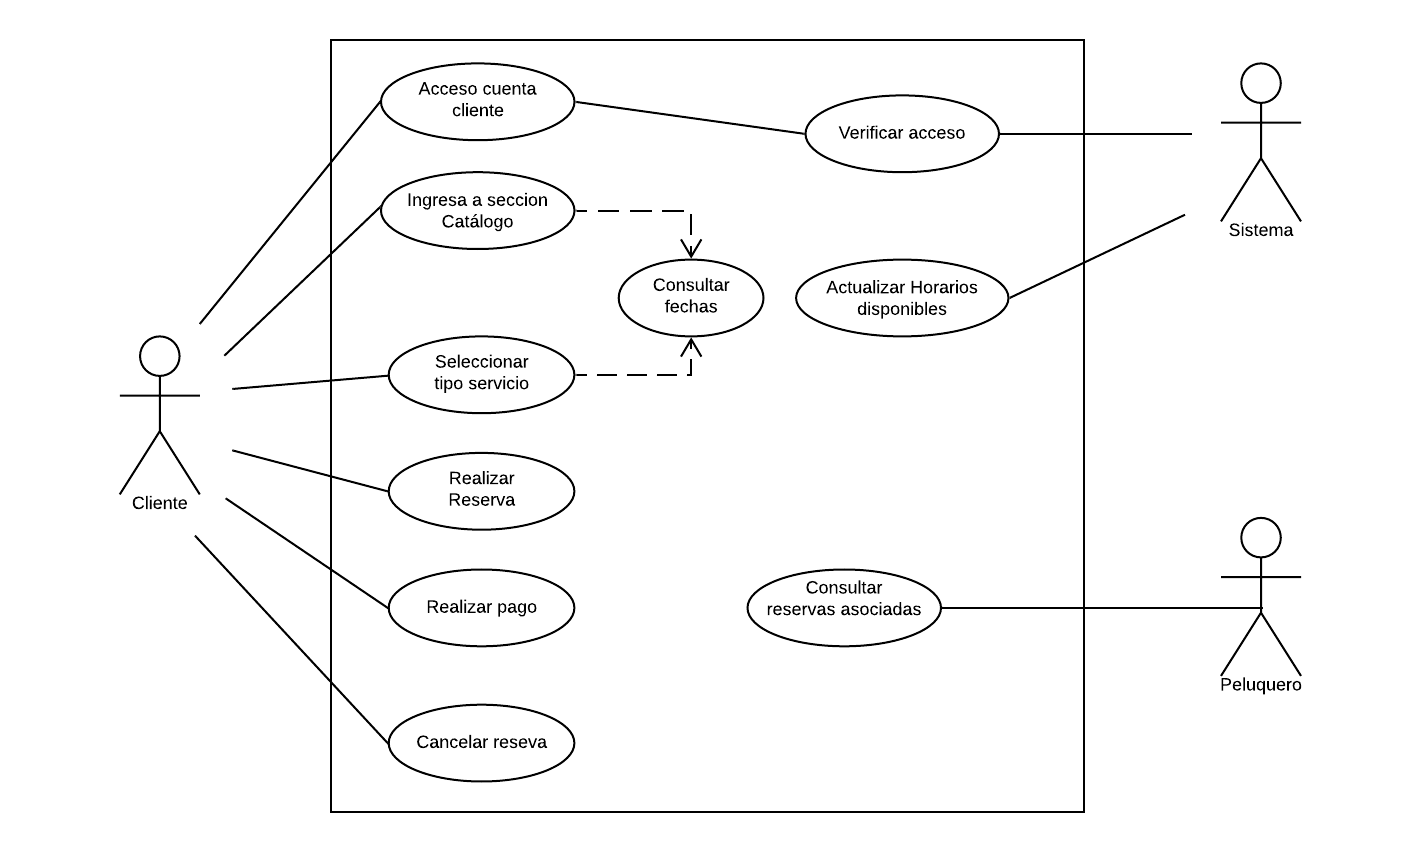 Acceso cuenta
cliente
Verificar acceso
Ingresa a seccion
Catálogo
Sistema
Consultar
fechas
Actualizar Horarios
disponibles
Seleccionar
tipo servicio
Cliente
Realizar
Reserva
Realizar pago
Consultar
reservas asociadas
Peluquero
Cancelar reseva